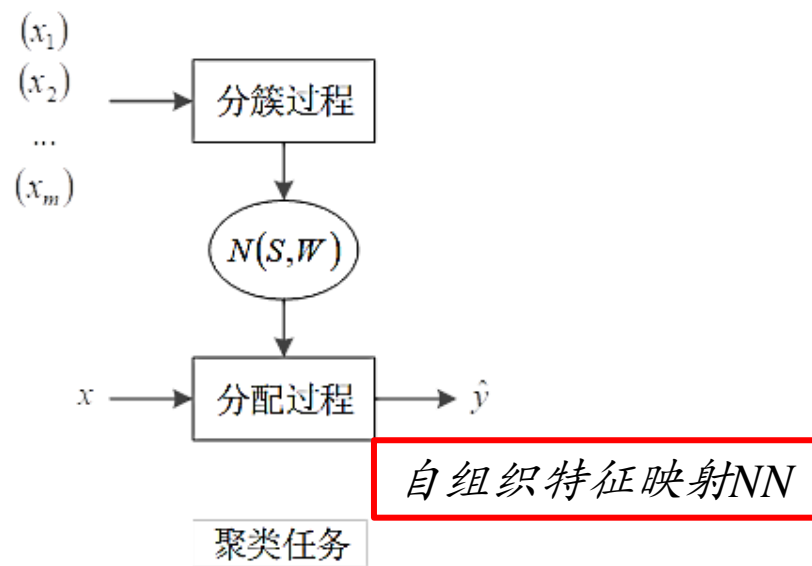 (x₁)
(x₂)
...
(xₘ)
分簇过程
N(S,W)
x
分配过程
ŷ
自组织特征映射NN
聚类任务